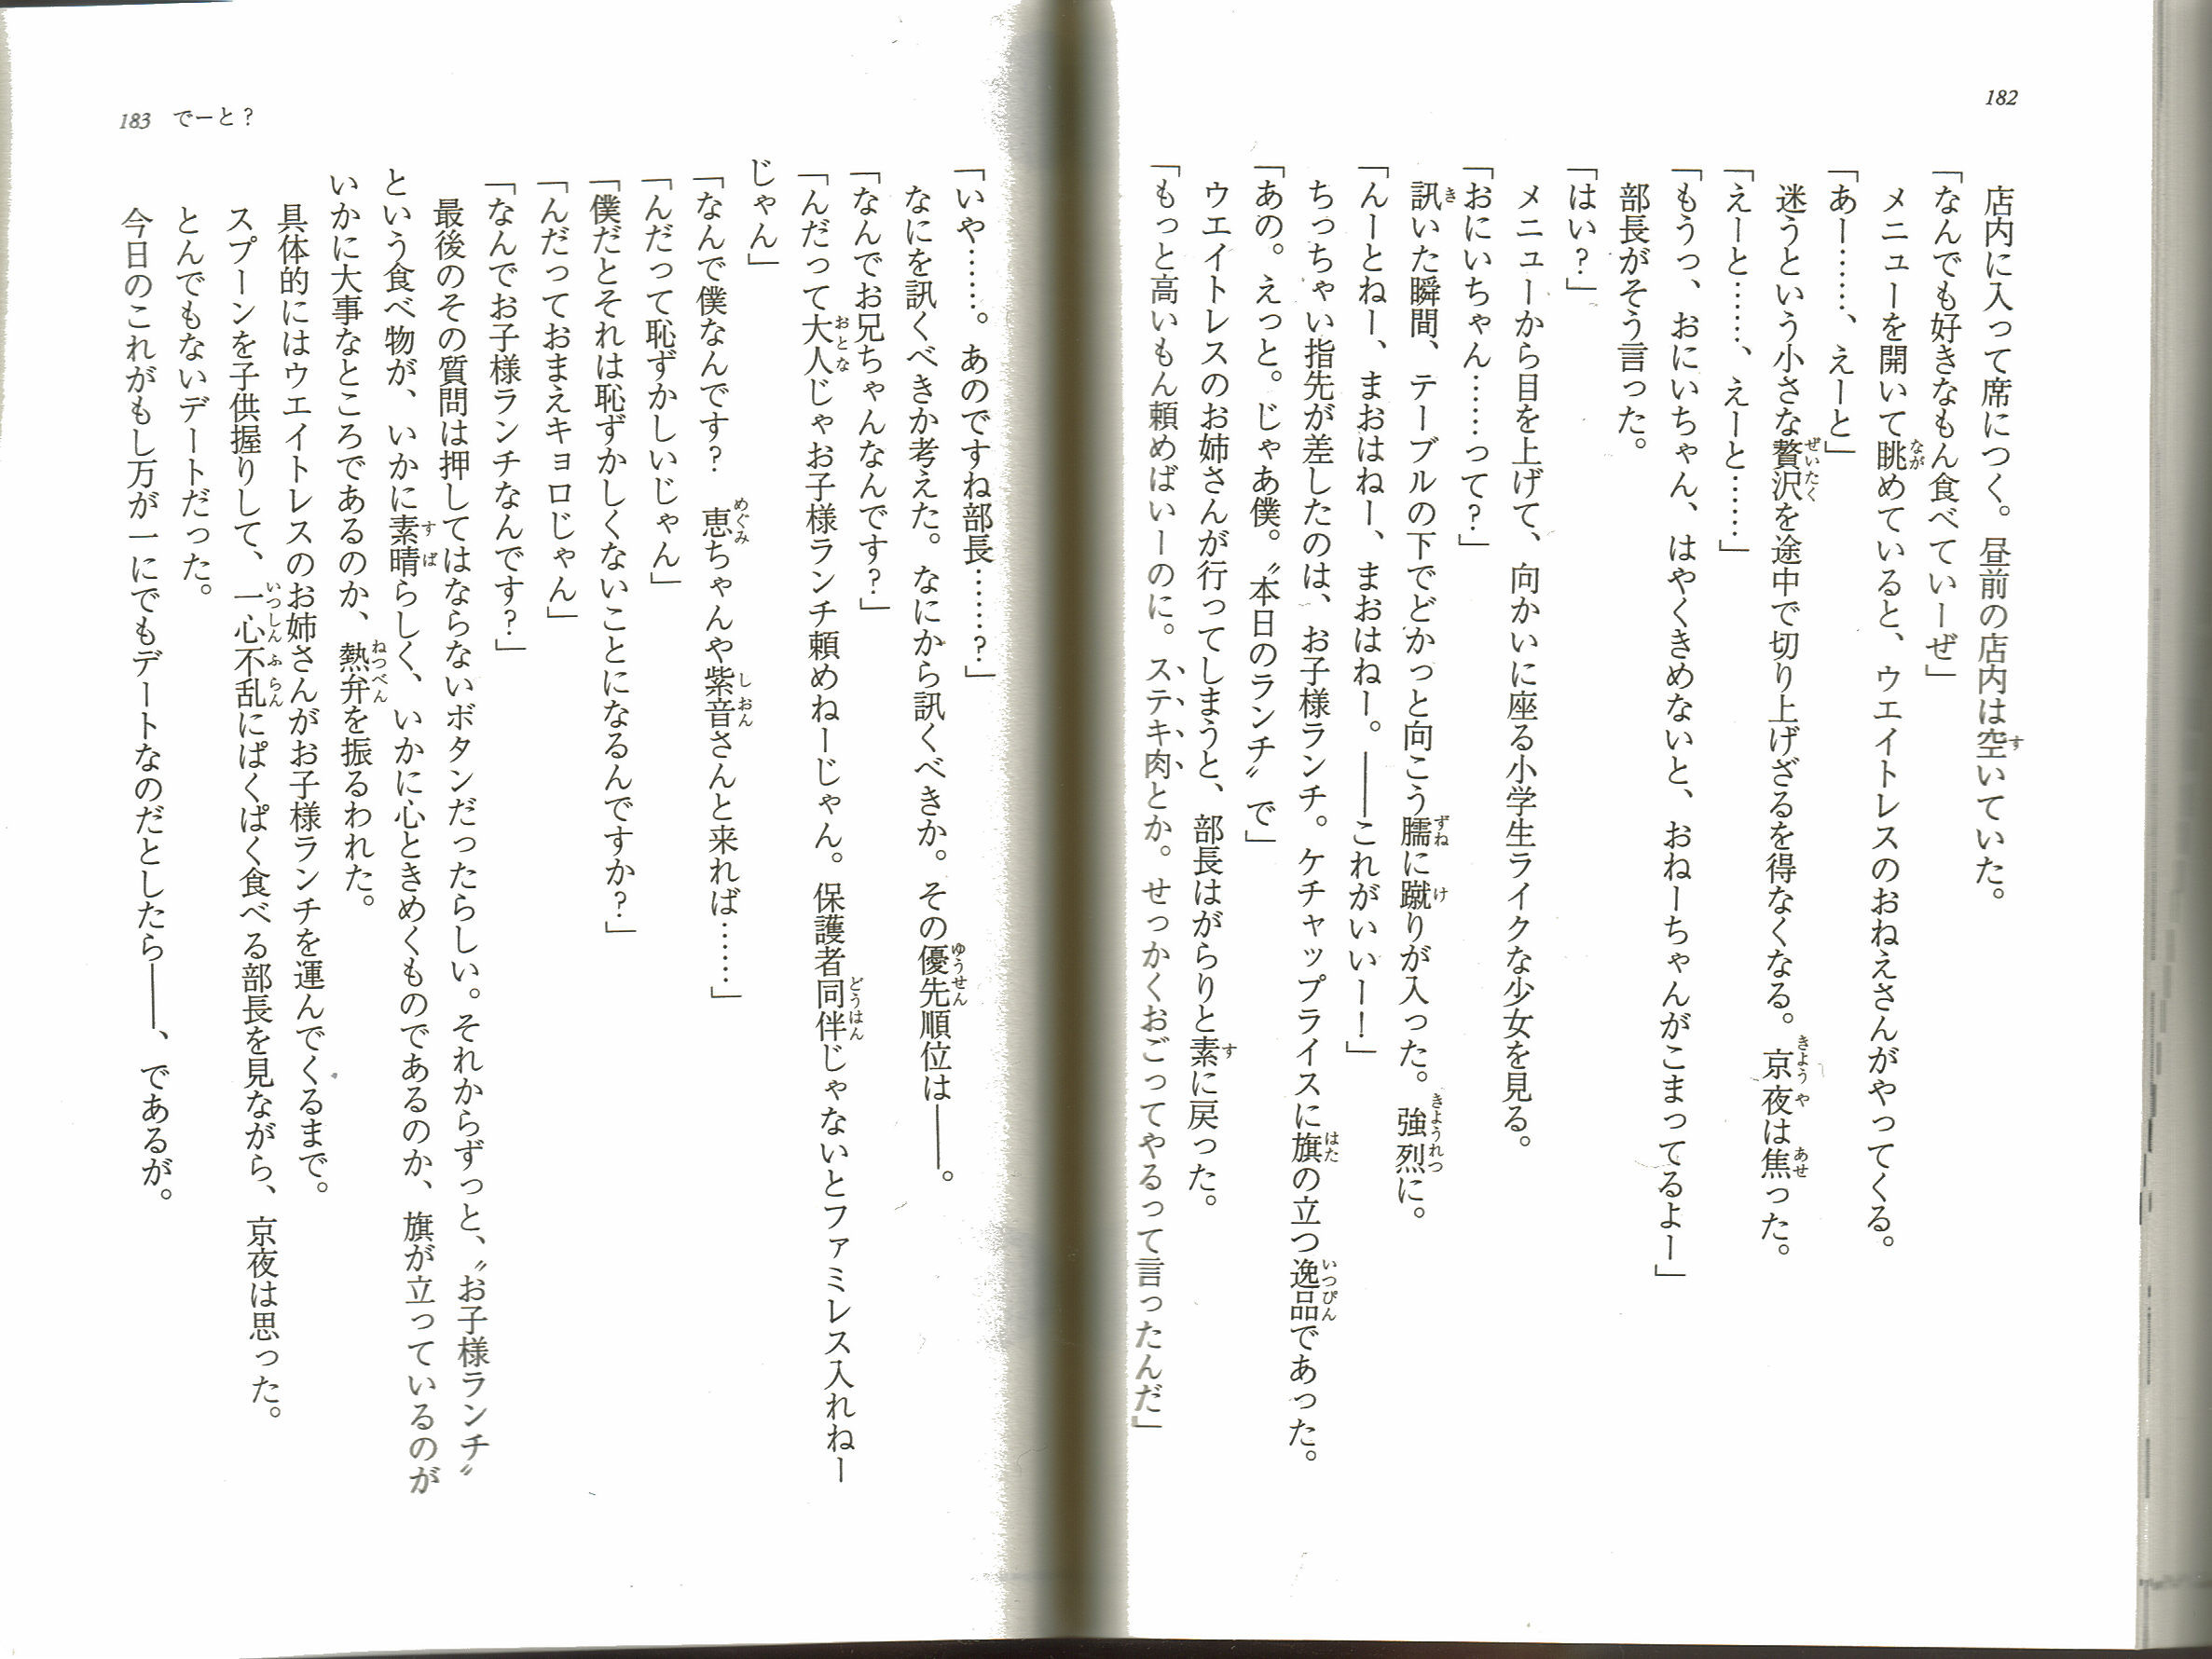 182
店内に入って席につく。昼前の店内は空いていた。
「なんでも好きなもん食べていーぜ」
メニューを開いて眺めていると、ウエイトレスのおねえさんがやってくる。
「あー……、えーと」
迷うという小さな贅沢を途中で切り上げざるを得なくなる。京夜は焦った。
「えーと……、えーと……」
「もうっ、おにいちゃん、はやくきめないと、おねーちゃんがこまってるよー」
部長がそう言った。
「はい?」
メニューから目を上げて、向かいに座る小学生ライクな少女を見る。
「おにいちゃん……って?」
訊いた瞬間、テーブルの下でどかっと向こう臑に蹴りが入った。強烈に。
「んーとねー、まおはねー、まおはねー。――これがいいー!」
ちっちゃい指先が差したのは、お子様ランチ。ケチャップライスに旗の立つ逸品であった。
「あの。えっと。じゃあ僕。〝本日のランチ〟で」
ウエイトレスのお姉さんが行ってしまうと、部長はがらりと素に戻った。
「もっと高いもん頼めばいーのに。ステキ肉とか。せっかくおごってやるって言ったんだ」
「いや……。あのですね部長……?」
なにを訊くべきか考えた。なにから訊くべきか。その優先順位は――。
「なんでお兄ちゃんなんです?」
「んだって大人じゃお子様ランチ頼めねーじゃん。保護者同伴じゃないとファミレス入れねー
じゃん」
「なんで僕なんです? 恵ちゃんや紫音さんと来れば……」
「んだって恥ずかしいじゃん」
「僕だとそれは恥ずかしくないことになるんですか?」
「んだっておまえキョロじゃん」
「なんでお子様ランチなんです?」
最後のその質問は押してはならないボタンだったらしい。それからずっと、〝お子様ランチ〟
という食べ物が、いかに素晴らしく、いかに心ときめくものであるのか、旗が立っているのが
いかに大事なところであるのか、熱弁を振るわれた。
具体的にはウエイトレスのお姉さんがお子様ランチを運んでくるまで。
スプーンを子供握りして、一心不乱にぱくぱく食べる部長を見ながら、京夜は思った。
とんでもないデートだった。
今日のこれがもし万が一にでもデートなのだとしたら――、であるが。
183 でーと?